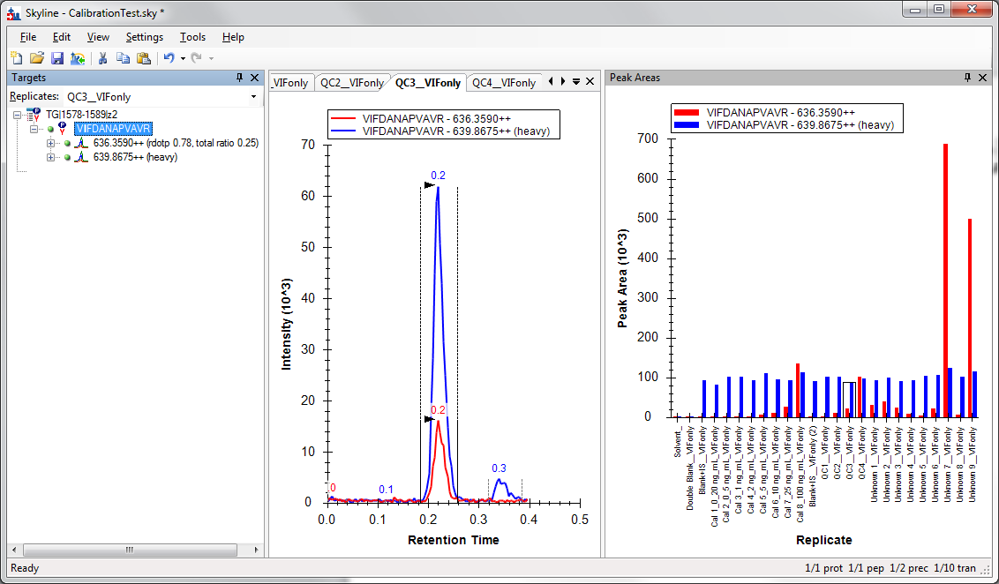 Skyline - CalibrationTest.sky *
File Edit View Settings Tools Help
Targets
Replicates: QC3__VIFonly
TG|1578-1589|z2
VIIFDANAPVAVR
636.3590++ (rdotp 0.78, total ratio 0.25)
639.8675++ (heavy)
_VIFonly QC2__VIFonly QC3__VIFonly QC4__VIFonly
VIFDANAPVAVR - 636.3590++
VIFDANAPVAVR - 639.8675++ (heavy)
70
60
50
40
30
20
10
0
Intensity (10^3)
0.2
0.2
0.3
0.1
.0
0.0 0.1 0.2 0.3 0.4 0.5
Retention Time
Peak Areas
VIFDANAPVAVR - 636.3590++
VIFDANAPVAVR - 639.8675++ (heavy)
700
600
500
400
300
200
100
0
Peak Area (10^3)
Solvent_
Double Blank__VIFonly
Blank+IS__VIFonly
Cal 1_0_20 ng_mL_VIFonly
Cal 2_0_5 ng_mL_VIFonly
Cal 3_1 ng_mL_VIFonly
Cal 4_2 ng_mL_VIFonly
Cal 5_5 ng_mL_VIFonly
Cal 6_10 ng_mL_VIFonly
Cal 7_25 ng_mL_VIFonly
Cal 8_100 ng_mL_VIFonly
Blank+IS__VIFonly (2)
QC1__VIFonly
QC2__VIFonly
QC3__VIFonly
QC4__VIFonly
Unknown 1__VIFonly
Unknown 2__VIFonly
Unknown 3__VIFonly
Unknown 4__VIFonly
Unknown 5__VIFonly
Unknown 6__VIFonly
Unknown 7__VIFonly
Unknown 8__VIFonly
Unknown 9__VIFonly
Replicate
Ready
1/1 prot 1/1 pep 1/2 prec 1/10 tran